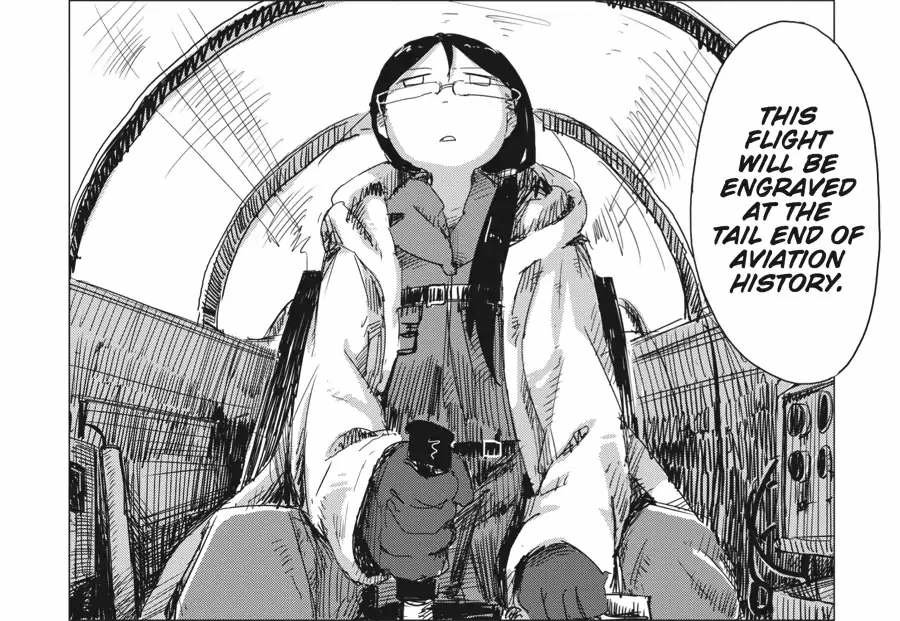 THIS
FLIGHT
WILL BE
ENGRAVED
AT THE
TAIL END OF
AVIATION
HISTORY.